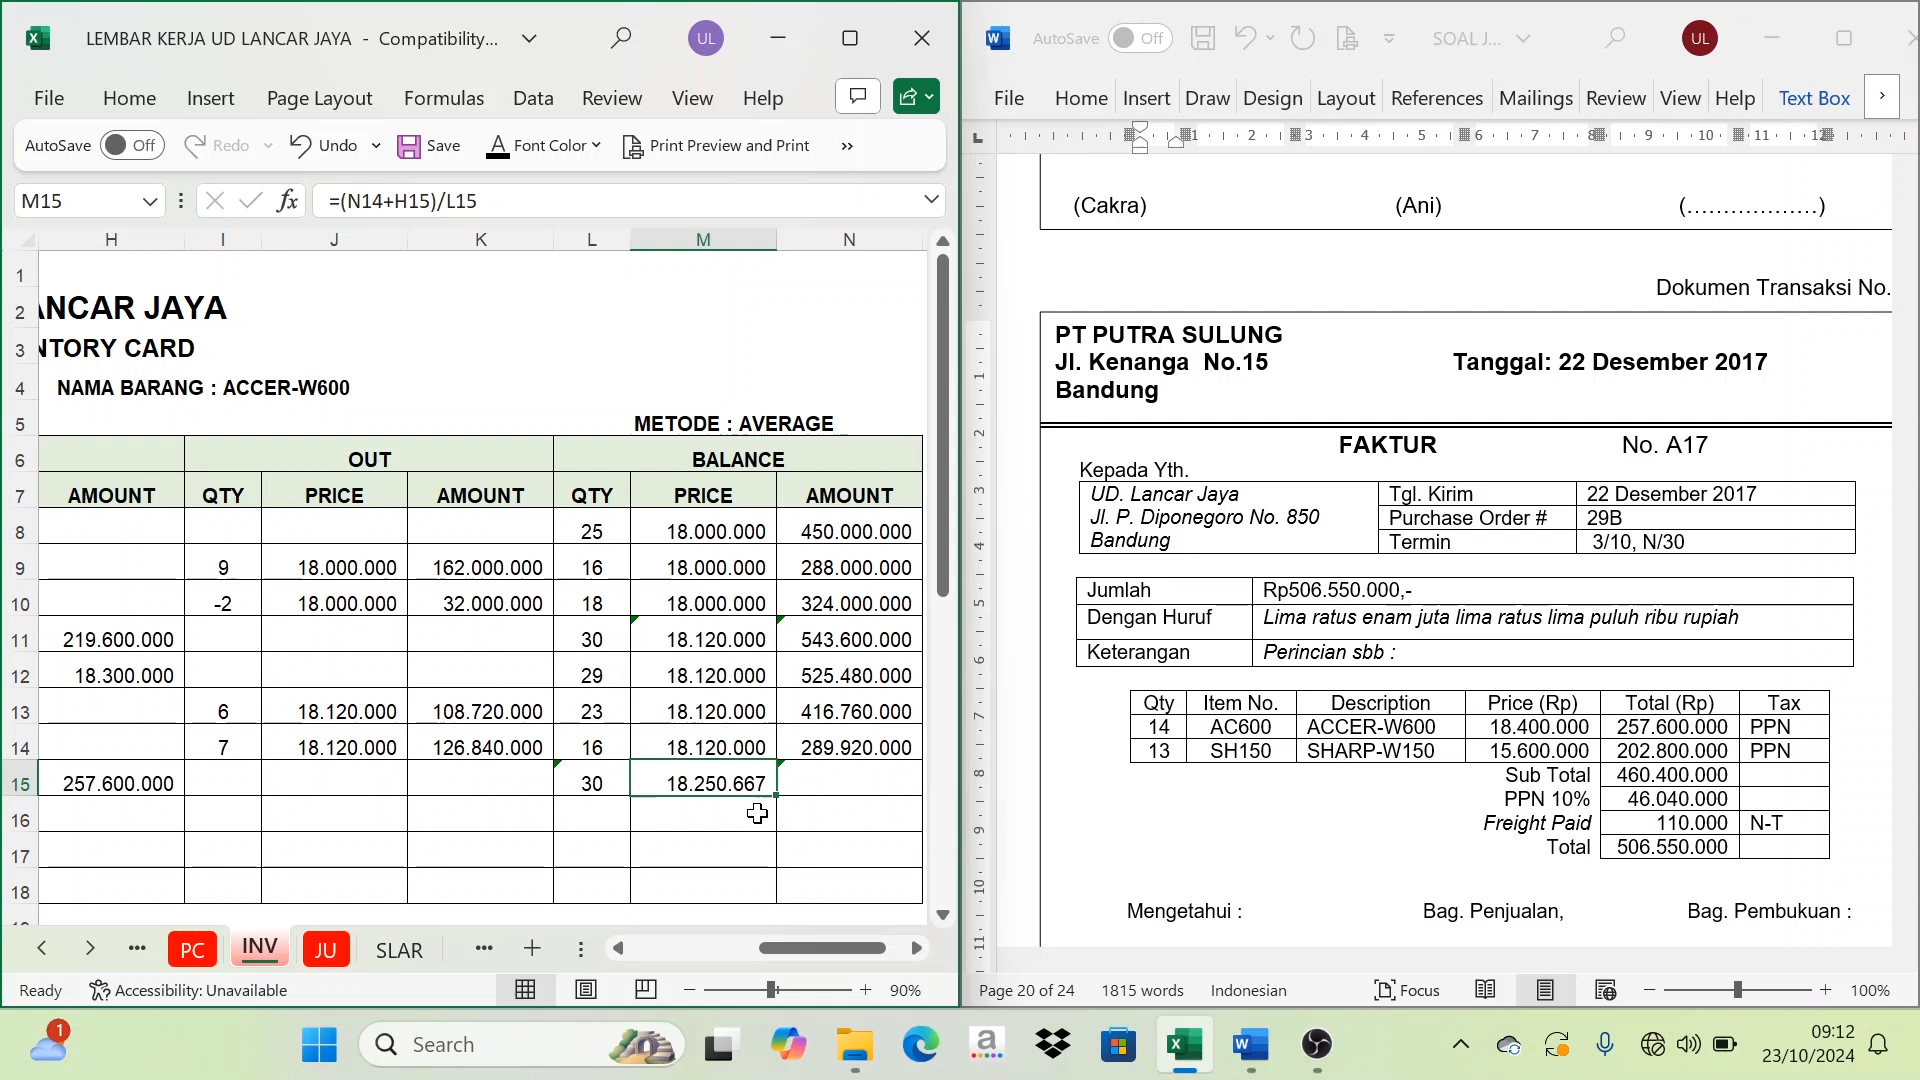 LEMBAR KERJA UD LANCAR JAYA - Compatibility...
UL
File Home Insert Page Layout Formulas Data Review View Help
AutoSave Off Redo Undo Save Font Color Print Preview and Print
M15 fx =(N14+H15)/L15
H I J K L M N
1
2 ANCAR JAYA
3 NTORY CARD
4 NAMA BARANG : ACCER-W600
5 METODE : AVERAGE
6 OUT BALANCE
7 AMOUNT QTY PRICE AMOUNT QTY PRICE AMOUNT
8 25 18.000.000 450.000.000
9 9 18.000.000 162.000.000 16 18.000.000 288.000.000
10 -2 18.000.000 32.000.000 18 18.000.000 324.000.000
11 219.600.000 30 18.120.000 543.600.000
12 18.300.000 29 18.120.000 525.480.000
13 6 18.120.000 108.720.000 23 18.120.000 416.760.000
14 7 18.120.000 126.840.000 16 18.120.000 289.920.000
15 257.600.000 30 18.250.667
16
17
18
PC INV JU SLAR
Ready Accessibility: Unavailable 90%
AutoSave Off SOAL J... UL
File Home Insert Draw Design Layout References Mailings Review View Help Text Box
1 2 3 4 5 6 7 8 9 10 11 12
(Cakra) (Ani) (………………)
Dokumen Transaksi No.
PT PUTRA SULUNG
Jl. Kenanga No.15 Tanggal: 22 Desember 2017
Bandung
FAKTUR No. A17
Kepada Yth.
UD. Lancar Jaya Tgl. Kirim 22 Desember 2017
Jl. P. Diponegoro No. 850 Purchase Order # 29B
Bandung Termin 3/10, N/30
Jumlah Rp506.550.000,-
Dengan Huruf Lima ratus enam juta lima ratus lima puluh ribu rupiah
Keterangan Perincian sbb :
Qty Item No. Description Price (Rp) Total (Rp) Tax
14 AC600 ACCER-W600 18.400.000 257.600.000 PPN
13 SH150 SHARP-W150 15.600.000 202.800.000 PPN
Sub Total 460.400.000
PPN 10% 46.040.000
Freight Paid 110.000 N-T
Total 506.550.000
Mengetahui : Bag. Penjualan, Bag. Pembukuan :
Page 20 of 24 1815 words Indonesian Focus 100%
1 Search 09:12
23/10/2024